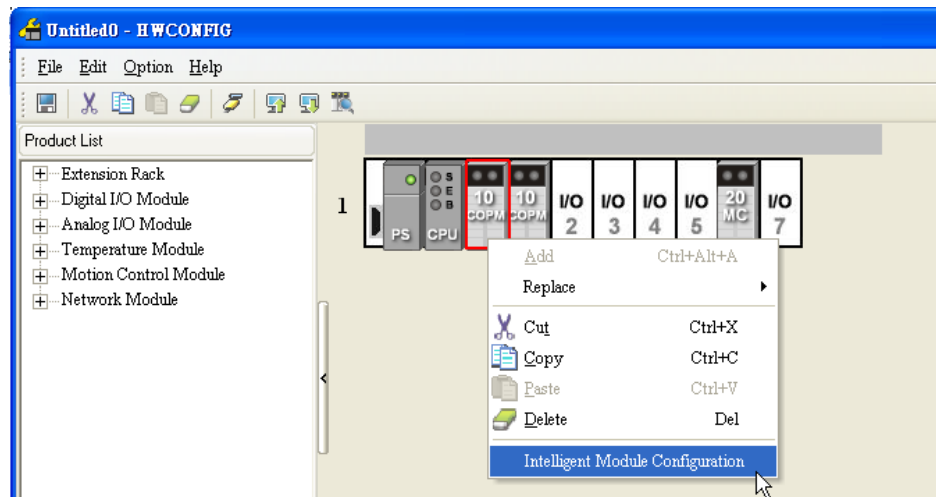 Untitled0 - HWCONFIG
File Edit Option Help
Product List
Extension Rack
Digital I/O Module
Analog I/O Module
Temperature Module
Motion Control Module
Network Module
1
PS CPU 10 COPM 10 COPM I/O 2 I/O 3 I/O 4 I/O 5 20 MC I/O 7
S
E
B
Add Ctrl+Alt+A
Replace
Cut Ctrl+X
Copy Ctrl+C
Paste Ctrl+V
Delete Del
Intelligent Module Configuration